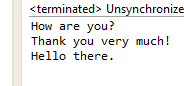 <terminated> Unsynchronize
How are you?
Thank you very much!
Hello there.